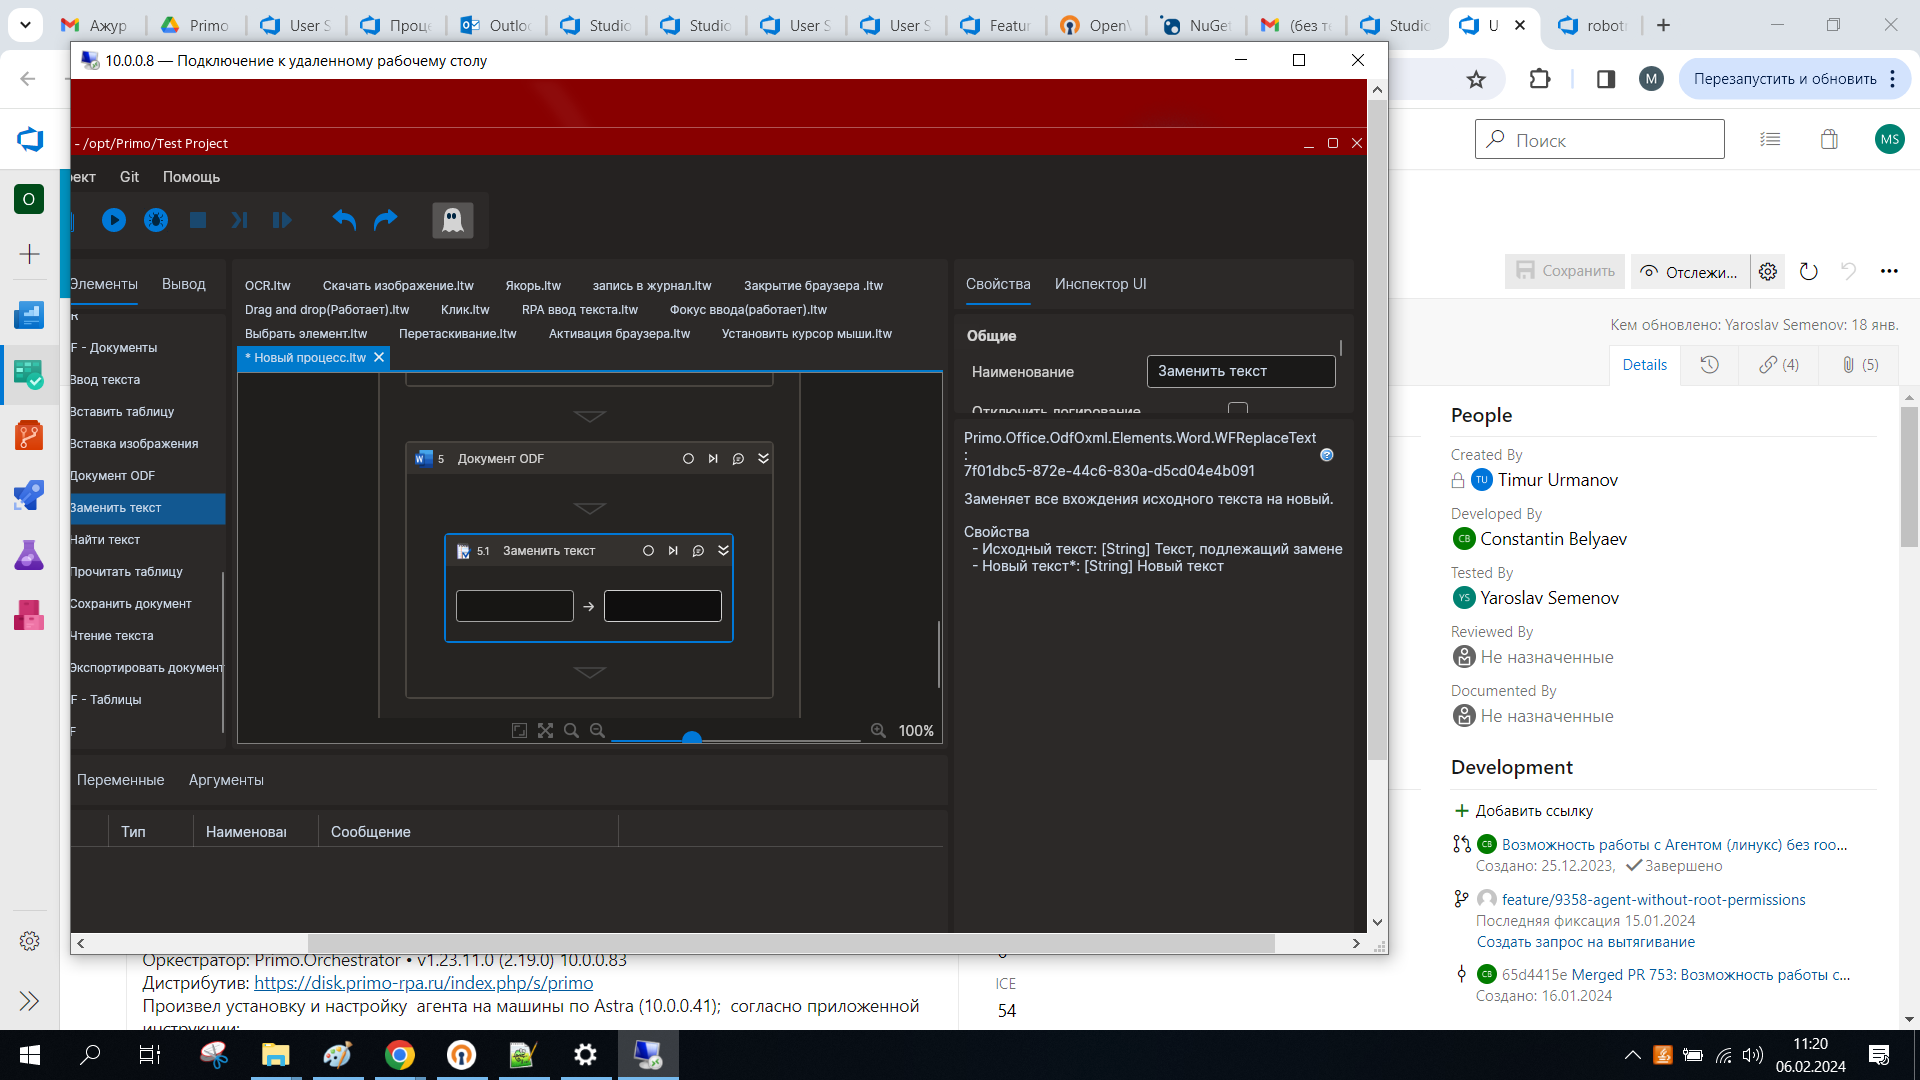 Ажур
Primo
User S
Проце
Outlo
Studio
Studio
User S
User S
Featur
OpenV
NuGet
(без те
Studio
U
roboti
10.0.0.8 — Подключение к удаленному рабочему столу
M
Перезапустить и обновить
- /opt/Primo/Test Project
Поиск
MS
ект
Git
Помощь
O
Элементы
Вывод
OCR.ltw
Скачать изображение.ltw
Якорь.ltw
запись в журнал.ltw
Закрытие браузера .ltw
Drag and drop(Работает).ltw
Клик.ltw
RPA ввод текста.ltw
Фокус ввода(работает).ltw
Выбрать элемент.ltw
Перетаскивание.ltw
Активация браузера.ltw
Установить курсор мыши.ltw
* Новый процесс.ltw
Свойства
Инспектор UI
Общие
Наименование
Заменить текст
Отключить логирование
Сохранить
Отслежи...
Кем обновлено: Yaroslav Semenov: 18 янв.
Details
(4)
(5)
F - Документы
Ввод текста
Вставить таблицу
Вставка изображения
Документ ODF
Заменить текст
Найти текст
Прочитать таблицу
Сохранить документ
Чтение текста
Экспортировать документ
F - Таблицы
F
5 Документ ODF
5.1 Заменить текст
100%
Primo.Office.OdfOxml.Elements.Word.WFReplaceText
:
7f01dbc5-872e-44c6-830a-d5cd04e4b091
Заменяет все вхождения исходного текста на новый.
Свойства
- Исходный текст: [String] Текст, подлежащий замене
- Новый текст*: [String] Новый текст
People
Created By
TU Timur Urmanov
Developed By
CB Constantin Belyaev
Tested By
YS Yaroslav Semenov
Reviewed By
Не назначенные
Documented By
Не назначенные
Development
Добавить ссылку
CB Возможность работы с Агентом (линукс) без roo...
Создано: 25.12.2023, Завершено
feature/9358-agent-without-root-permissions
Последняя фиксация 15.01.2024
Создать запрос на вытягивание
CB 65d4415e Merged PR 753: Возможность работы с...
Создано: 16.01.2024
Переменные
Аргументы
Тип
Наименован
Сообщение
Оркестратор: Primo.Orchestrator • v1.23.11.0 (2.19.0) 10.0.0.83
Дистрибутив: https://disk.primo-rpa.ru/index.php/s/primo
Произвел установку и настройку агента на машины по Astra (10.0.0.41); согласно приложенной
инструкции:
ICE
54
11:20
06.02.2024